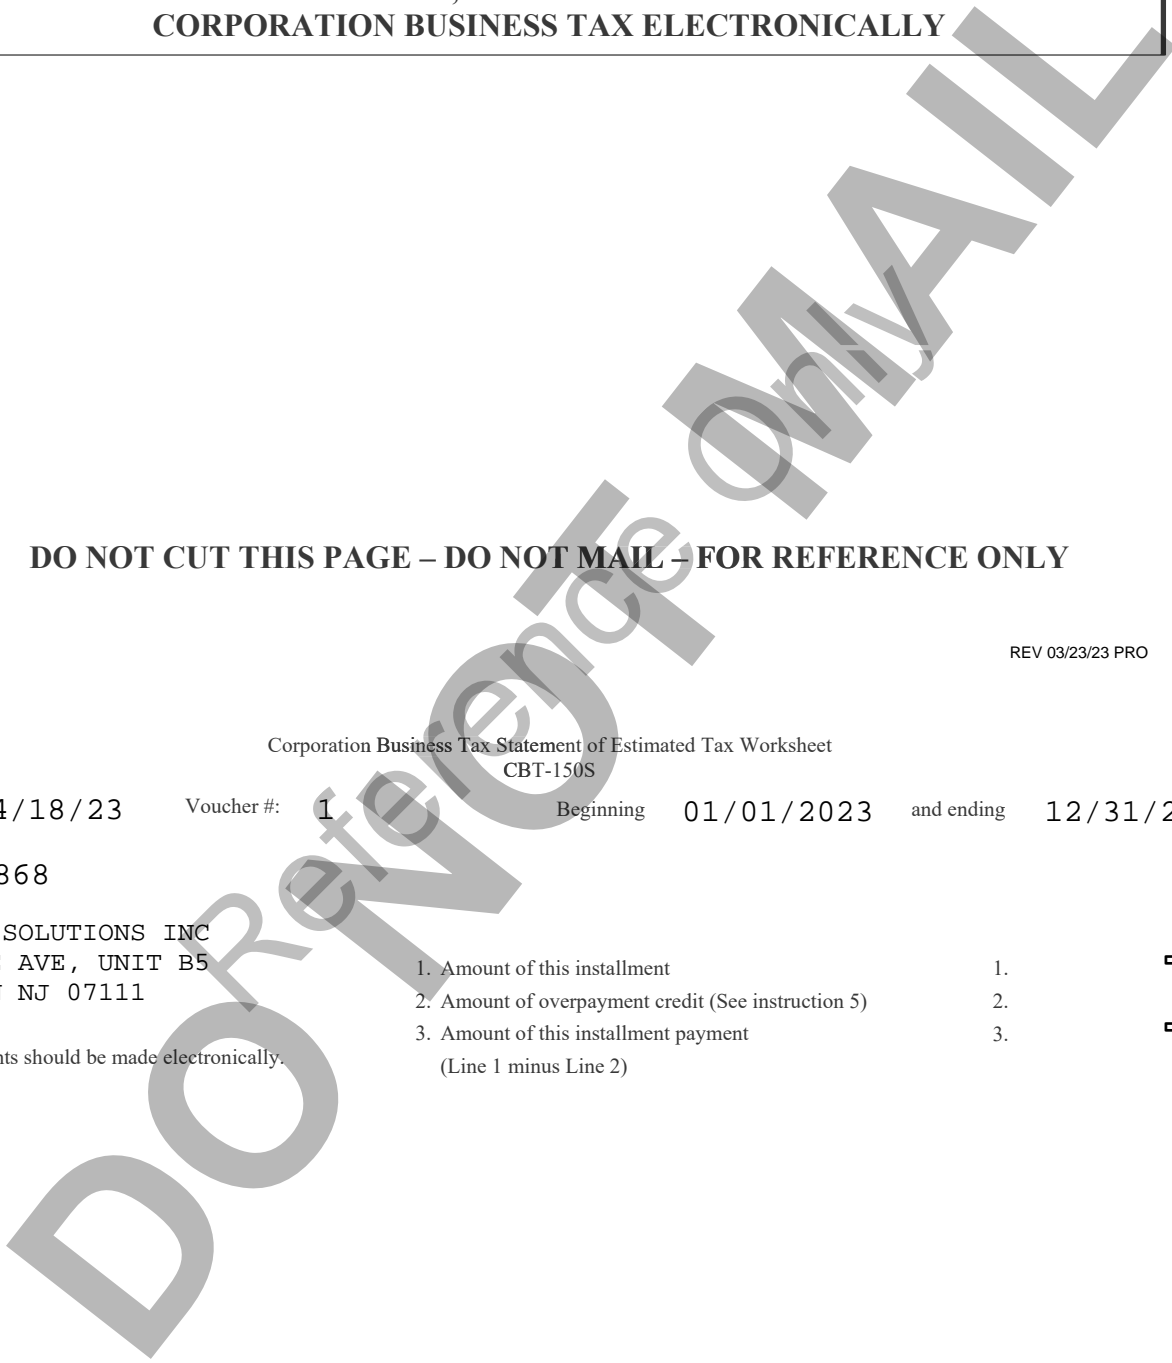 CORPORATION BUSINESS TAX ELECTRONICALLY
DO NOT CUT THIS PAGE – DO NOT MAIL – FOR REFERENCE ONLY
REV 03/23/23 PRO
Corporation Business Tax Statement of Estimated Tax Worksheet
CBT-150S
/18/23 Voucher #: 1 Beginning 01/01/2023 and ending 12/31/2
868
SOLUTIONS INC
AVE, UNIT B5
NJ 07111
should be made electronically.
1. Amount of this installment 1.
2. Amount of overpayment credit (See instruction 5) 2.
3. Amount of this installment payment 3.
(Line 1 minus Line 2)
DO NOT MAIL
Reference Only